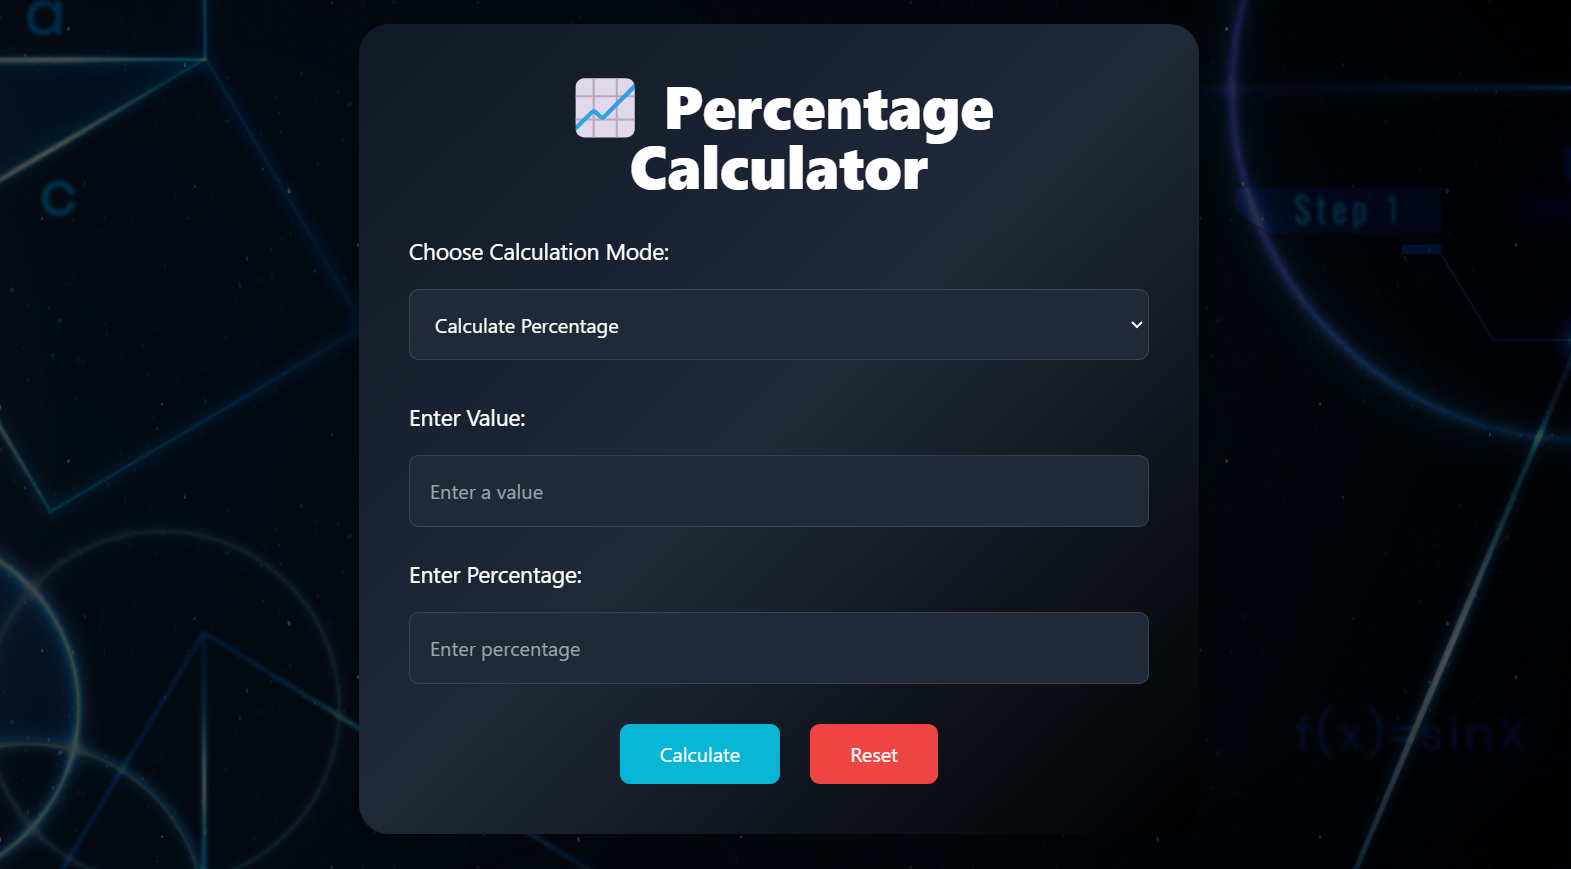 a
c
📈 Percentage
Calculator
Step 1
Choose Calculation Mode:
Calculate Percentage
Enter Value:
Enter a value
Enter Percentage:
Enter percentage
f(x)=sinx
Calculate
Reset